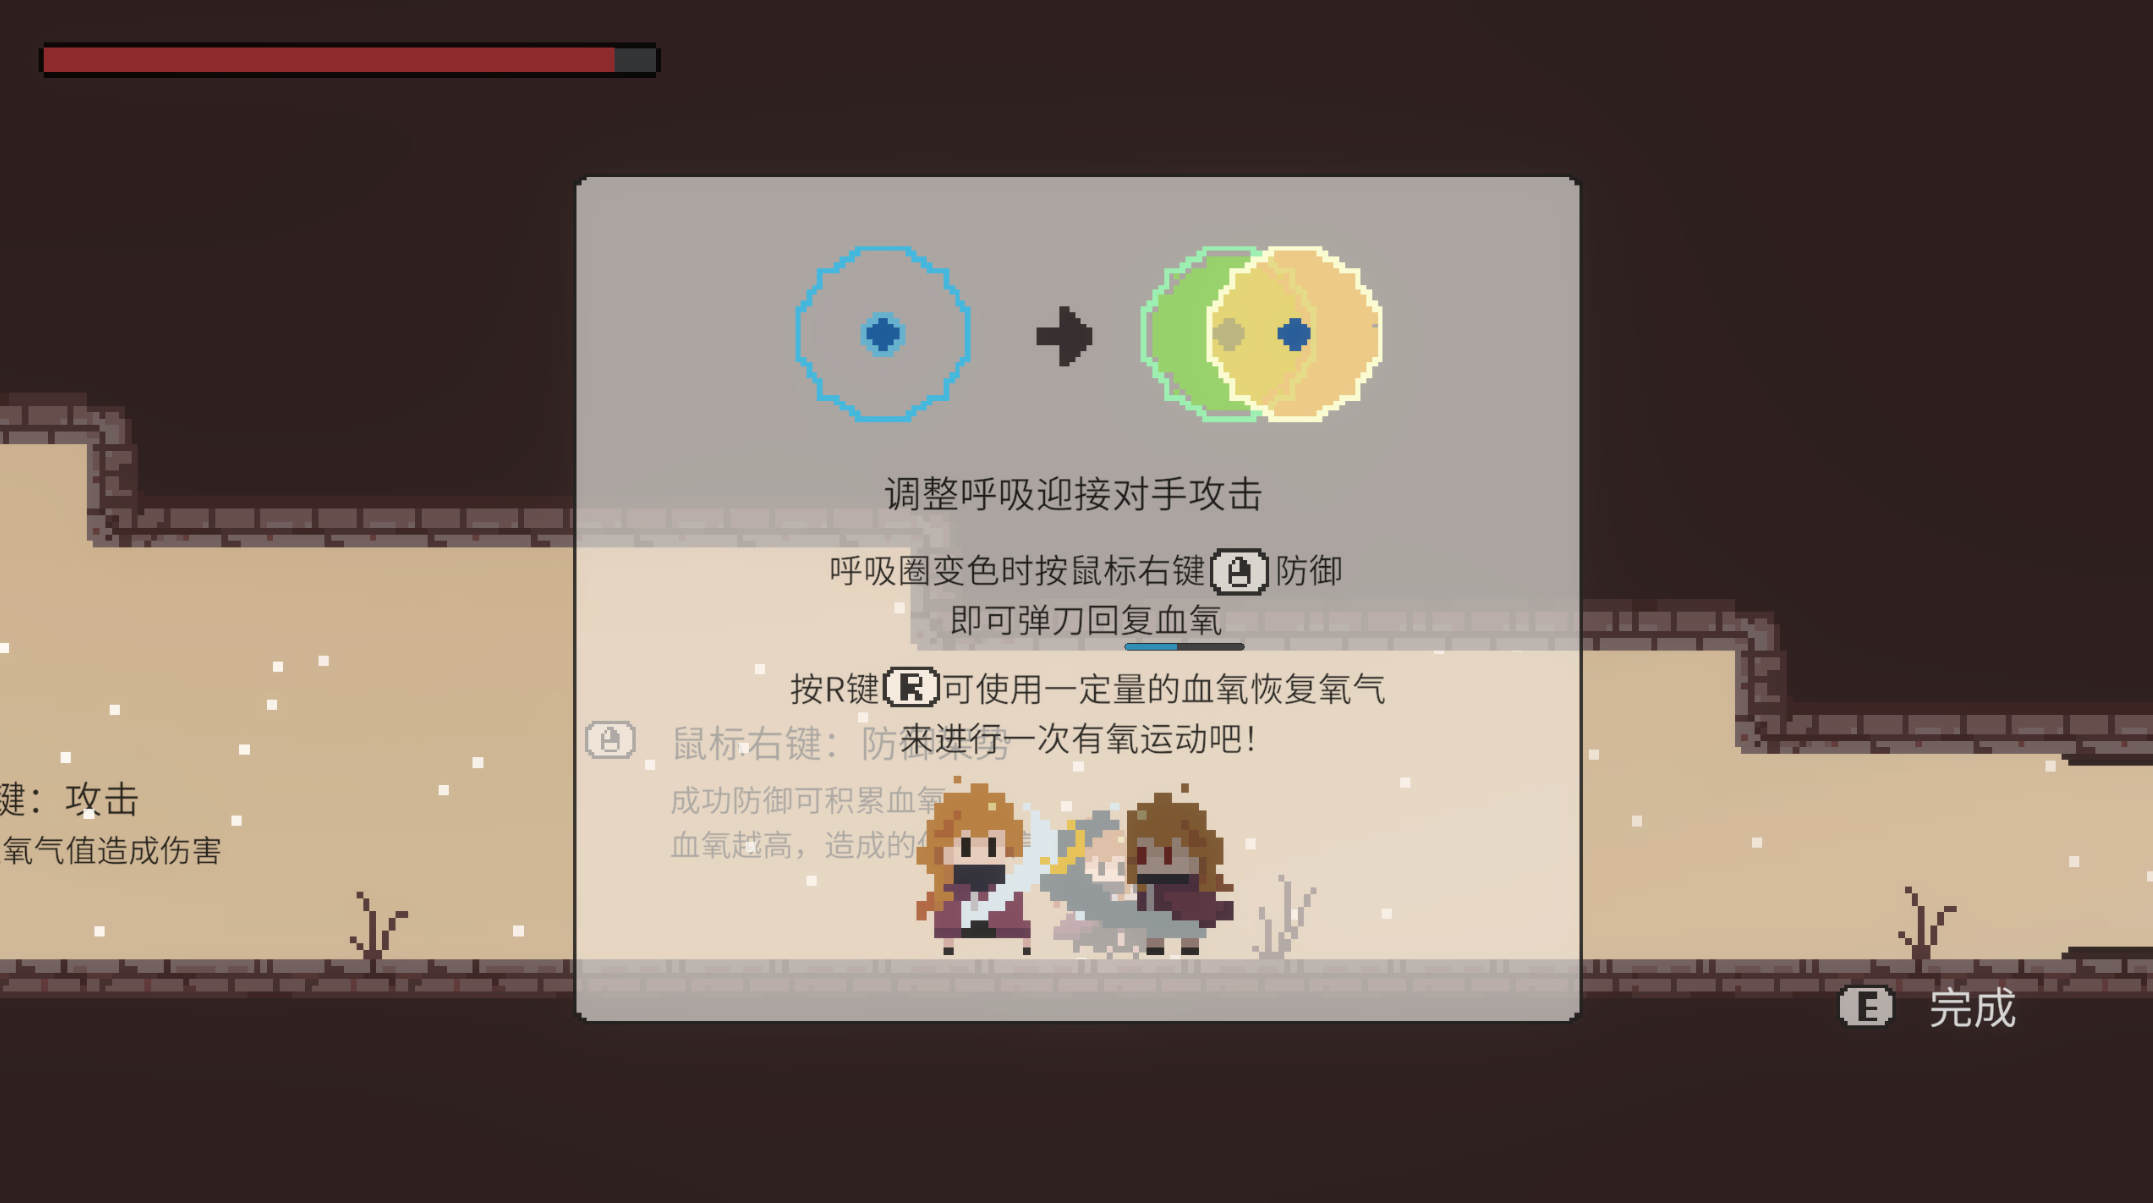 调整呼吸迎接对手攻击
呼吸圈变色时按鼠标右键 防御
即可弹刀回复血氧
按R键 R 可使用一定量的血氧恢复氧气
来进行一次有氧运动吧！
鼠标右键：防御架势
成功防御可积累血氧
血氧越高，造成的
键：攻击
氧气值造成伤害
E 完成